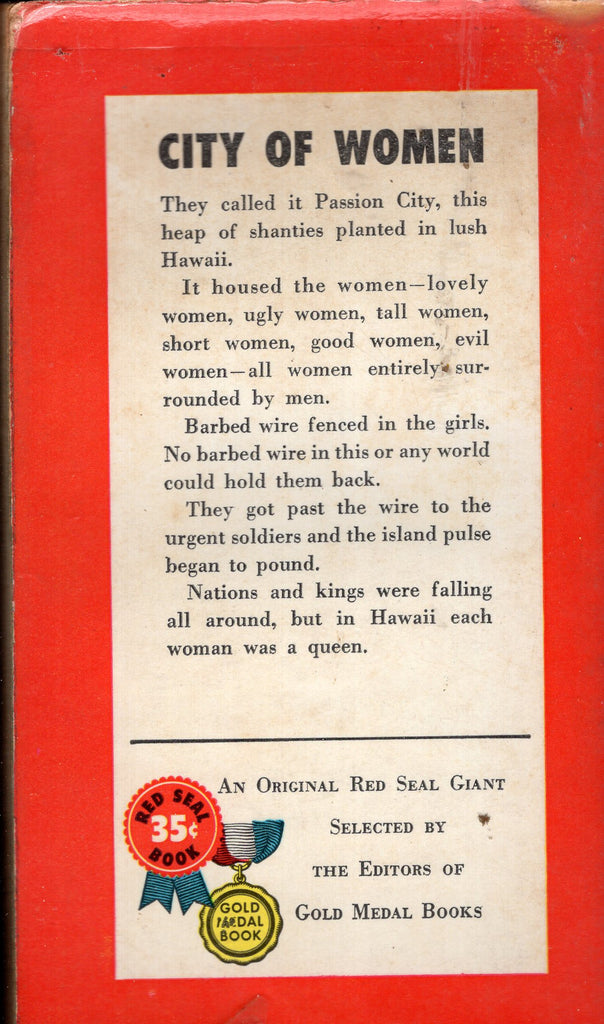 CITY OF WOMEN
They called it Passion City, this
heap of shanties planted in lush
Hawaii.
It housed the women—lovely
women, ugly women, tall women,
short women, good women, evil
women—all women entirely sur-
rounded by men.
Barbed wire fenced in the girls.
No barbed wire in this or any world
could hold them back.
They got past the wire to the
urgent soldiers and the island pulse
began to pound.
Nations and kings were falling
all around, but in Hawaii each
woman was a queen.
AN ORIGINAL RED SEAL GIANT
SELECTED BY
THE EDITORS OF
GOLD MEDAL BOOKS
RED SEAL
35¢
BOOK
GOLD
MEDAL
BOOK